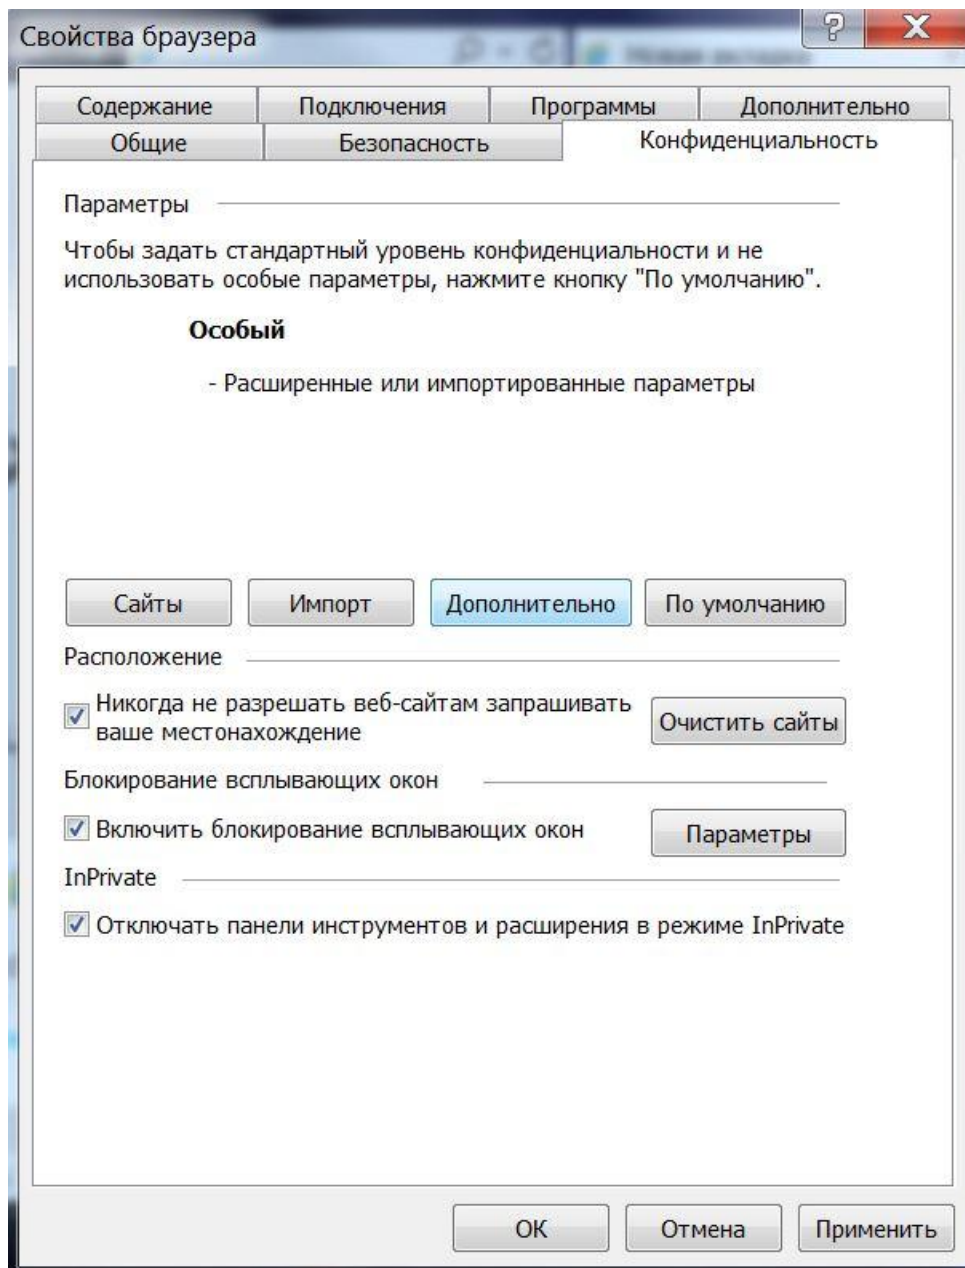 Свойства браузера
Содержание Подключения Программы Дополнительно
Общие Безопасность Конфиденциальность
Параметры
Чтобы задать стандартный уровень конфиденциальности и не
использовать особые параметры, нажмите кнопку "По умолчанию".
Особый
- Расширенные или импортированные параметры
Сайты Импорт Дополнительно По умолчанию
Расположение
Никогда не разрешать веб-сайтам запрашивать
ваше местонахождение
Очистить сайты
Блокирование всплывающих окон
Включить блокирование всплывающих окон Параметры
InPrivate
Отключать панели инструментов и расширения в режиме InPrivate
ОК Отмена Применить